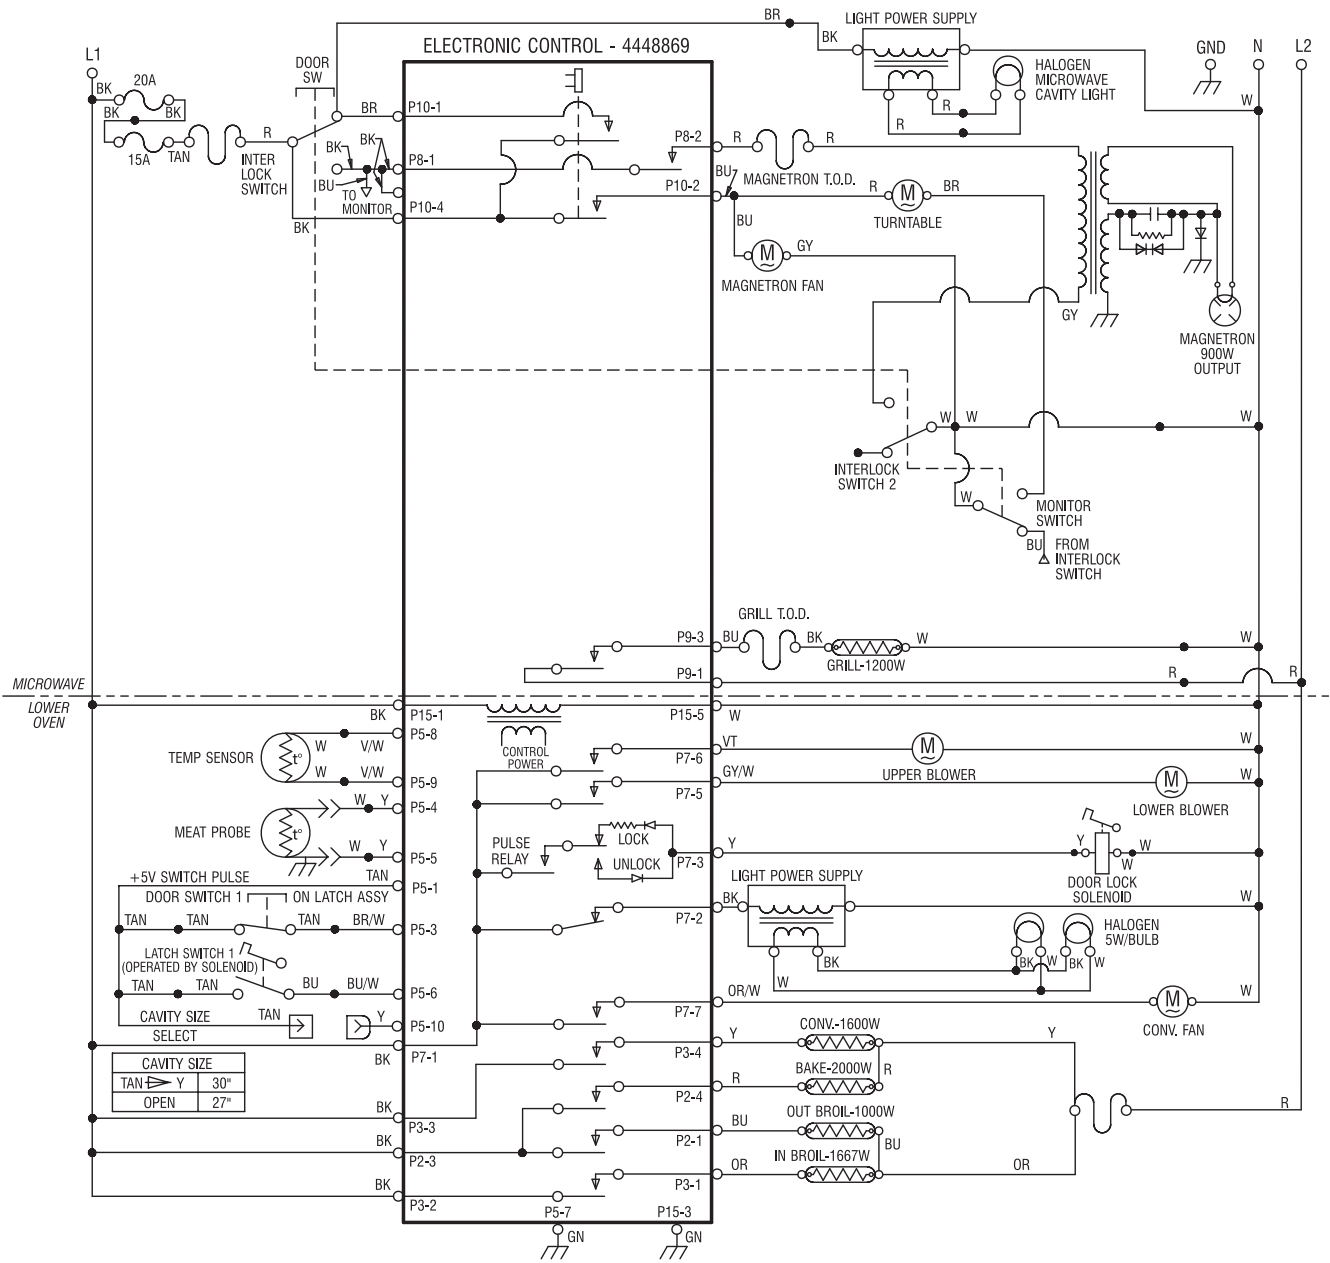 BR
LIGHT POWER SUPPLY
BK
ELECTRONIC CONTROL - 4448869
L1
GND
N
L2
DOOR
SW
HALOGEN
MICROWAVE
CAVITY LIGHT
20A
BK
BK
BK
BR
P10-1
R
R
W
15A
TAN
R
INTER
LOCK
SWITCH
BK
BK
P8-1
BU
TO
MONITOR
P10-4
BK
P8-2
R
R
MAGNETRON T.O.D.
BU
P10-2
R
BR
TURNTABLE
BU
GY
M
M
MAGNETRON FAN
GY
MAGNETRON
900W
OUTPUT
W
W
W
INTERLOCK
SWITCH 2
W
MONITOR
SWITCH
BU
FROM
INTERLOCK
SWITCH
GRILL T.O.D.
P9-3
BU
BK
W
W
GRILL-1200W
P9-1
R
R
MICROWAVE
LOWER
OVEN
BK
P15-1
P15-5
W
P5-8
TEMP SENSOR
t°
W
V/W
W
V/W
P5-9
CONTROL
POWER
VT
P7-6
M
UPPER BLOWER
W
GY/W
P7-5
M
LOWER BLOWER
W
MEAT PROBE
t°
W
Y
P5-4
W
Y
P5-5
PULSE
RELAY
LOCK
UNLOCK
P7-3
Y
Y
W
W
DOOR LOCK
SOLENOID
+5V SWITCH PULSE
TAN
P5-1
DOOR SWITCH 1
ON LATCH ASSY
TAN
TAN
TAN
BR/W
P5-3
LIGHT POWER SUPPLY
BK
P7-2
W
BK
W
HALOGEN
5W/BULB
BK
W
BK
W
LATCH SWITCH 1
(OPERATED BY SOLENOID)
TAN
TAN
BU
BU/W
P5-6
CAVITY SIZE
SELECT
TAN
Y
P5-10
OR/W
P7-7
M
CONV. FAN
W
BK
P7-1
CONV.-1600W
Y
Y
P3-4
CAVITY SIZE
TAN
Y
30"
OPEN
27"
BAKE-2000W
R
R
P2-4
BK
P3-3
OUT BROIL-1000W
BU
BU
P2-1
R
BK
P2-3
IN BROIL-1667W
OR
OR
P3-1
BK
P3-2
P5-7
P15-3
GN
GN